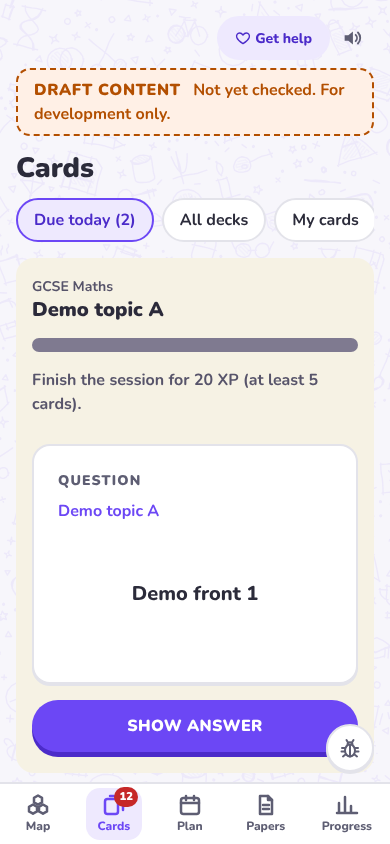 Get help
DRAFT CONTENT Not yet checked. For
development only.
Cards
Due today (2)
All decks
My cards
GCSE Maths
Demo topic A
Finish the session for 20 XP (at least 5
cards).
QUESTION
Demo topic A
Demo front 1
SHOW ANSWER
12
Map
Cards
Plan
Papers
Progress